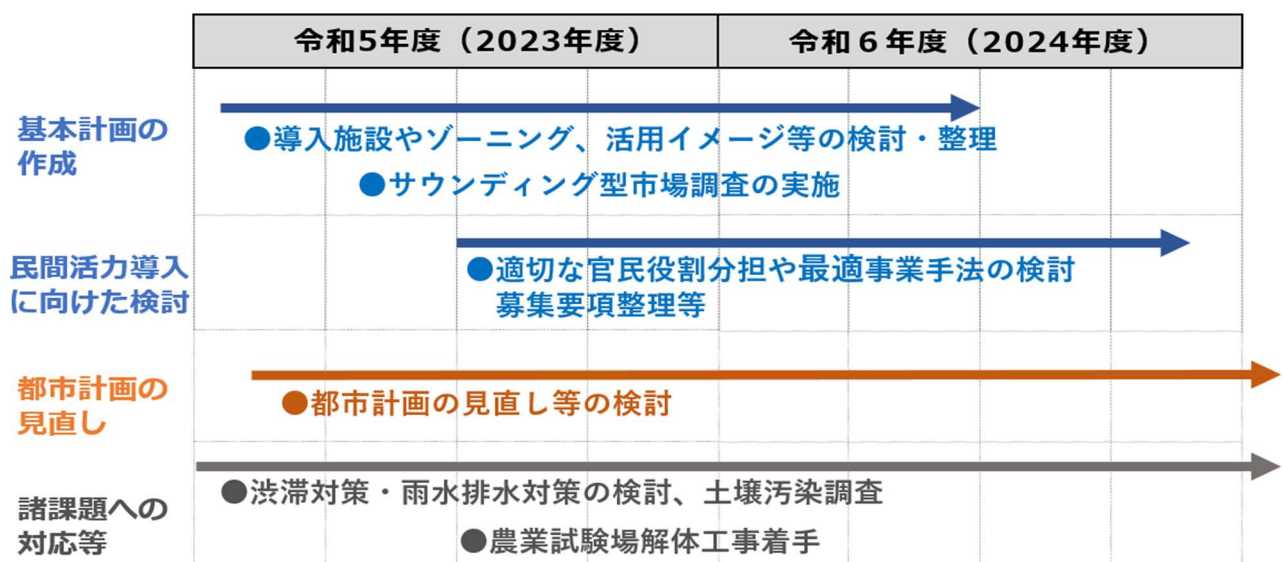 令和5年度（2023年度）
令和６年度（2024年度）
基本計画の
作成
●導入施設やゾーニング、活用イメージ等の検討・整理
●サウンディング型市場調査の実施
民間活力導入
に向けた検討
●適切な官民役割分担や最適事業手法の検討
募集要項整理等
都市計画の
見直し
●都市計画の見直し等の検討
諸課題への
対応等
●渋滞対策・雨水排水対策の検討、土壌汚染調査
●農業試験場解体工事着手